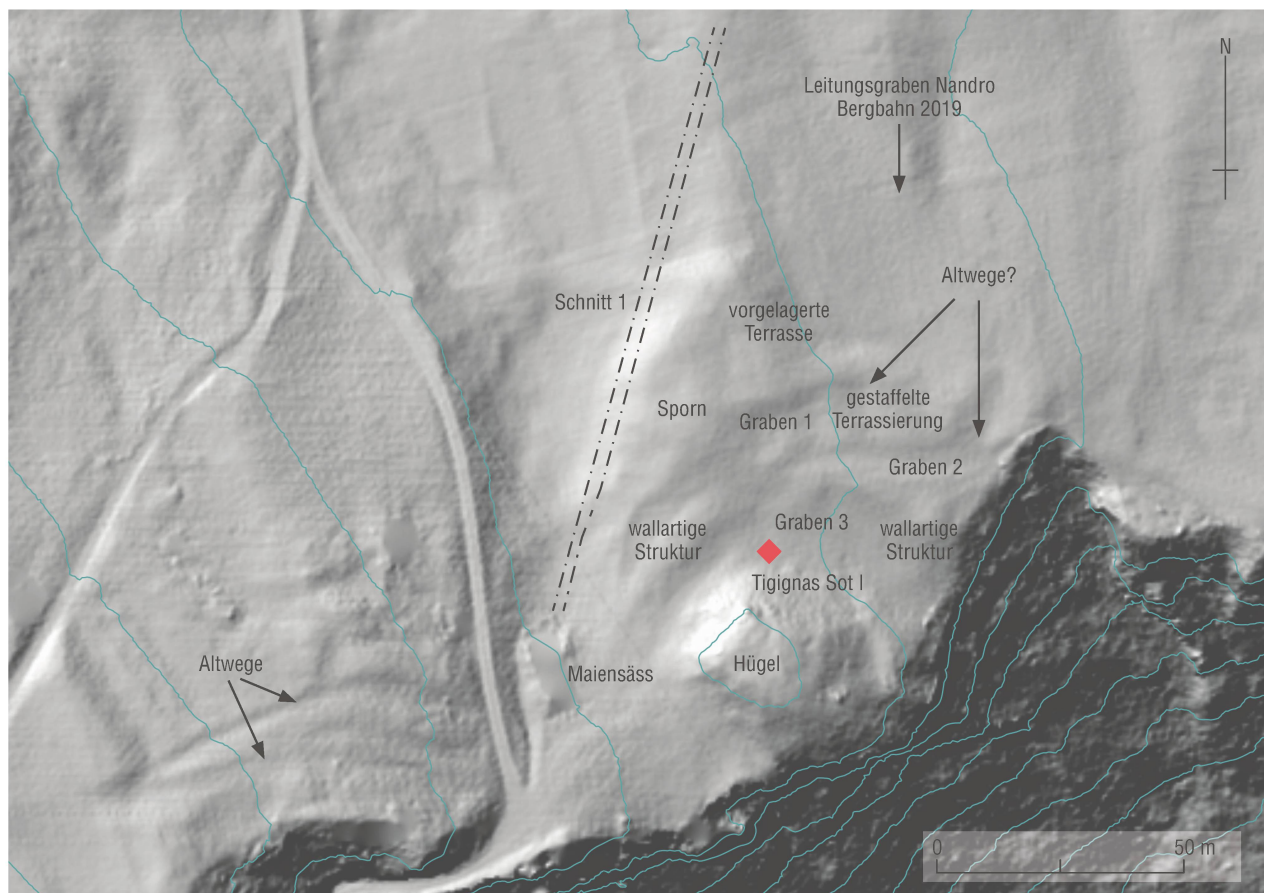 N
Leitungsgraben Nandro
Bergbahn 2019
Altwege?
Schnitt 1
vorgelagerte
Terrasse
gestaffelte
Terrassierung
Sporn
Graben 1
Graben 2
Graben 3
wallartige
Struktur
wallartige
Struktur
Tigignas Sot I
Altwege
Maiensäss
Hügel
0
50 m